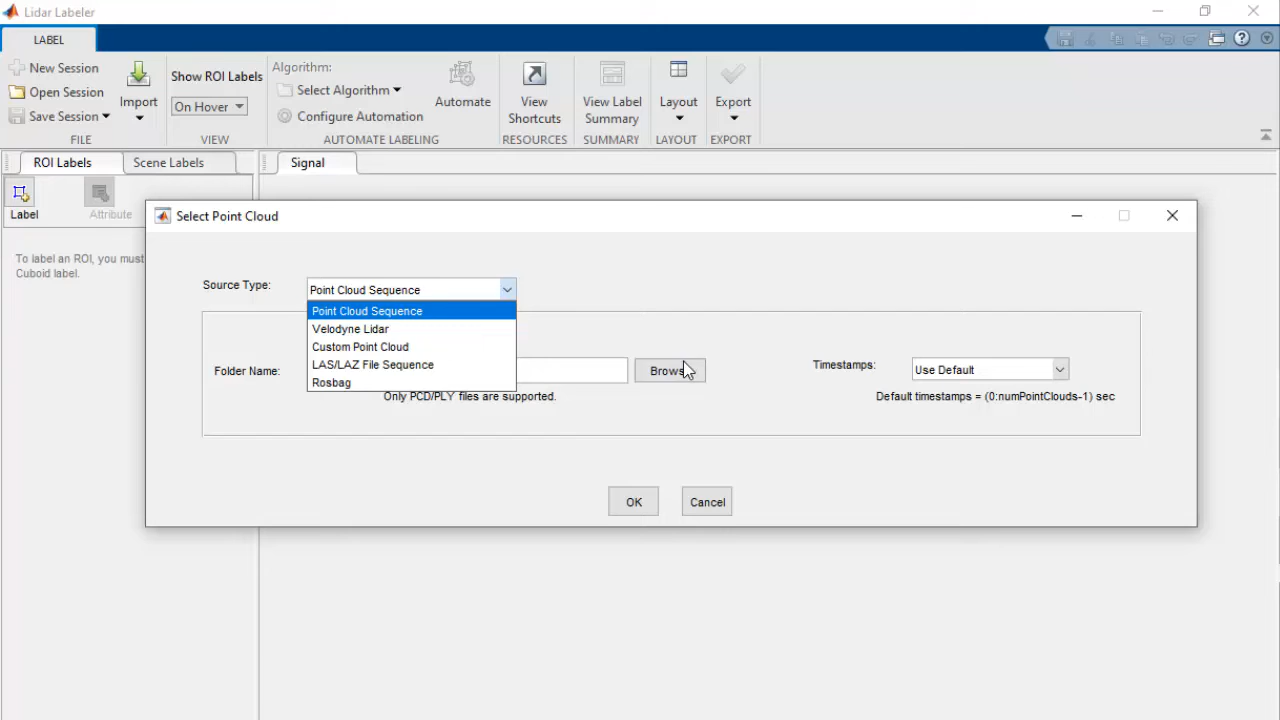 Lidar Labeler
LABEL
New Session
Open Session
Save Session
Import
FILE
Show ROI Labels
On Hover
VIEW
Algorithm:
Select Algorithm
Configure Automation
Automate
AUTOMATE LABELING
View
Shortcuts
RESOURCES
View Label
Summary
SUMMARY
Layout
LAYOUT
Export
EXPORT
ROI Labels
Scene Labels
Signal
Label
Attribute
To label an ROI, you must
Cuboid label.
Select Point Cloud
Source Type:
Point Cloud Sequence
Point Cloud Sequence
Velodyne Lidar
Custom Point Cloud
LAS/LAZ File Sequence
Rosbag
Folder Name:
Brows
Only PCD/PLY files are supported.
Timestamps:
Use Default
Default timestamps = (0:numPointClouds-1) sec
OK
Cancel